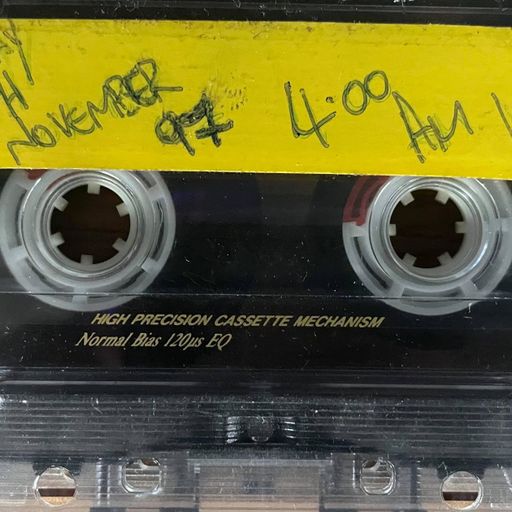 H
NOVEMBER 97 4:00 AM
HIGH PRECISION CASSETTE MECHANISM
Normal Bias 120µs EQ